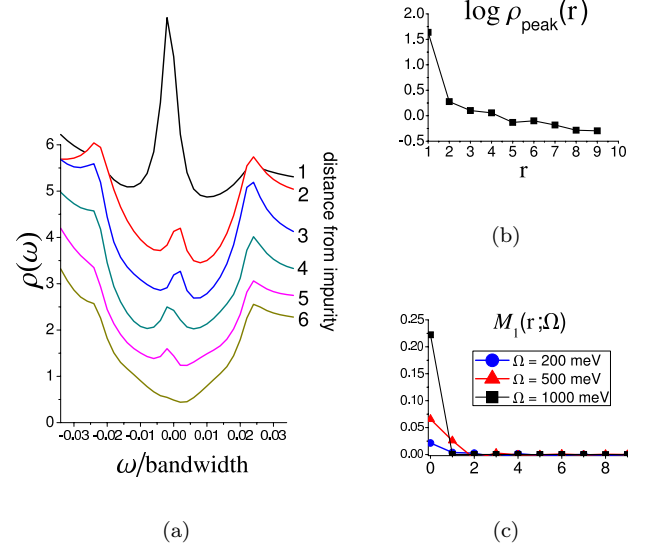 ρ(ω)
6
5
4
3
2
1
0
-0.03
-0.02
-0.01
0.00
0.01
0.02
0.03
ω/bandwidth
1
2
3
4
5
6
distance from impurity
(a)
log ρpeak(r)
2.0
1.5
1.0
0.5
0.0
-0.5
1 2 3 4 5 6 7 8 9 10
r
(b)
M1(r;Ω)
0.25
0.20
0.15
0.10
0.05
0.00
Ω = 200 meV
Ω = 500 meV
Ω = 1000 meV
0 2 4 6 8
(c)